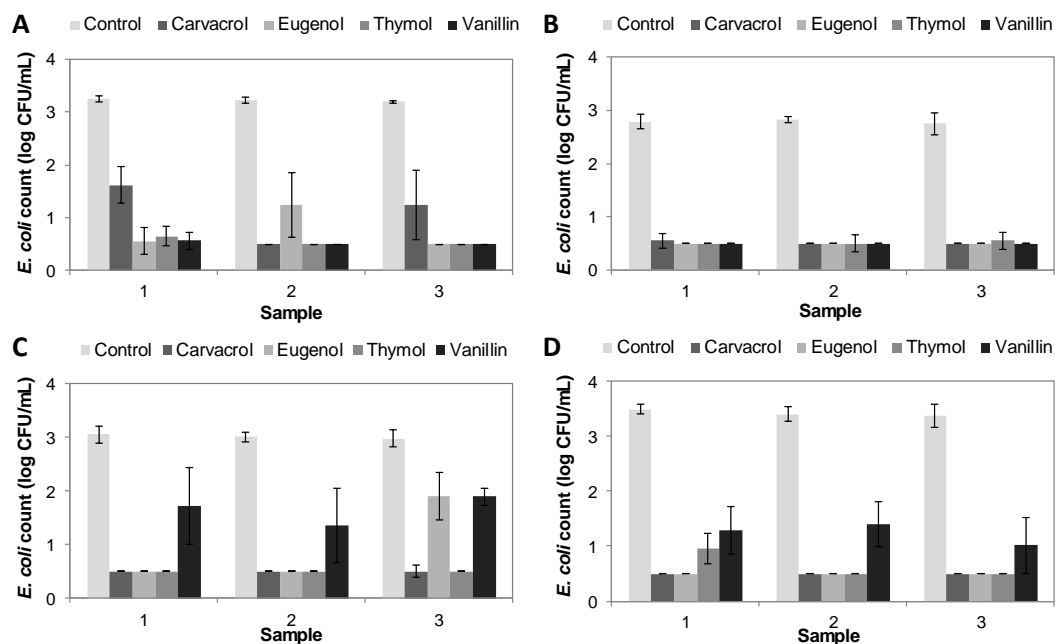 A
Control Carvacrol Eugenol Thymol Vanillin
E. coli count (log CFU/mL)
4
3
2
1
0
1 2 3
Sample
B
Control Carvacrol Eugenol Thymol Vanillin
E. coli count (log CFU/mL)
4
3
2
1
0
1 2 3
Sample
C
Control Carvacrol Eugenol Thymol Vanillin
E. coli count (log CFU/mL)
4
3
2
1
0
1 2 3
Sample
D
Control Carvacrol Eugenol Thymol Vanillin
E. coli count (log CFU/mL)
4
3
2
1
0
1 2 3
Sample